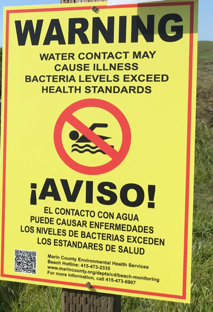 WARNING
WATER CONTACT MAY
CAUSE ILLNESS
BACTERIA LEVELS EXCEED
HEALTH STANDARDS
¡AVISO!
EL CONTACTO CON AGUA
PUEDE CAUSAR ENFERMEDADES
LOS NIVELES DE BACTERIAS EXCEDEN
LOS ESTANDARES DE SALUD
Marin County Environmental Health Services
Beach Hotline: 415-473-2335
www.marincounty.org/depts/cd/beach-monitoring
For more information, call 415-473-6907